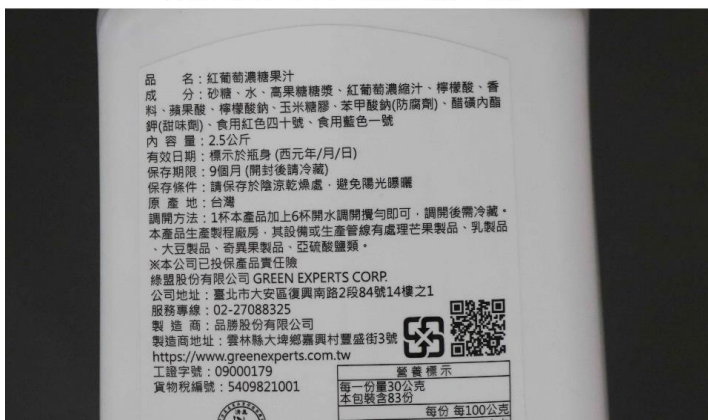 品　　名：紅葡萄濃糖果汁
成　　分：砂糖、水、高果糖糖漿、紅葡萄濃縮汁、檸檬酸、香
料、蘋果酸、檸檬酸鈉、玉米糖膠、苯甲酸鈉(防腐劑)、醋磺內酯
鉀(甜味劑)、食用紅色四十號、食用藍色一號
內 容 量：2.5公斤
有效日期：標示於瓶身 (西元年/月/日)
保存期限：9個月 (開封後請冷藏)
保存條件：請保存於陰涼乾燥處，避免陽光曝曬
原 產 地：台灣
調開方法：1杯本產品加上6杯開水調開攪勻即可，調開後需冷藏。
本產品生產製程廠房，其設備或生產管線有處理芒果製品、乳製品
、大豆製品、奇異果製品、亞硫酸鹽類。
※本公司已投保產品責任險
綠盟股份有限公司 GREEN EXPERTS CORP.
公司地址：臺北市大安區復興南路2段84號14樓之1
服務專線：02-27088325
製 造 商：品勝股份有限公司
製造商地址：雲林縣大埤鄉嘉興村豐盛街3號
https://www.greenexperts.com.tw
工證字號：09000179
貨物稅編號：5409821001
營養標示
每一份量30公克
本包裝含83份
每份 每100公克